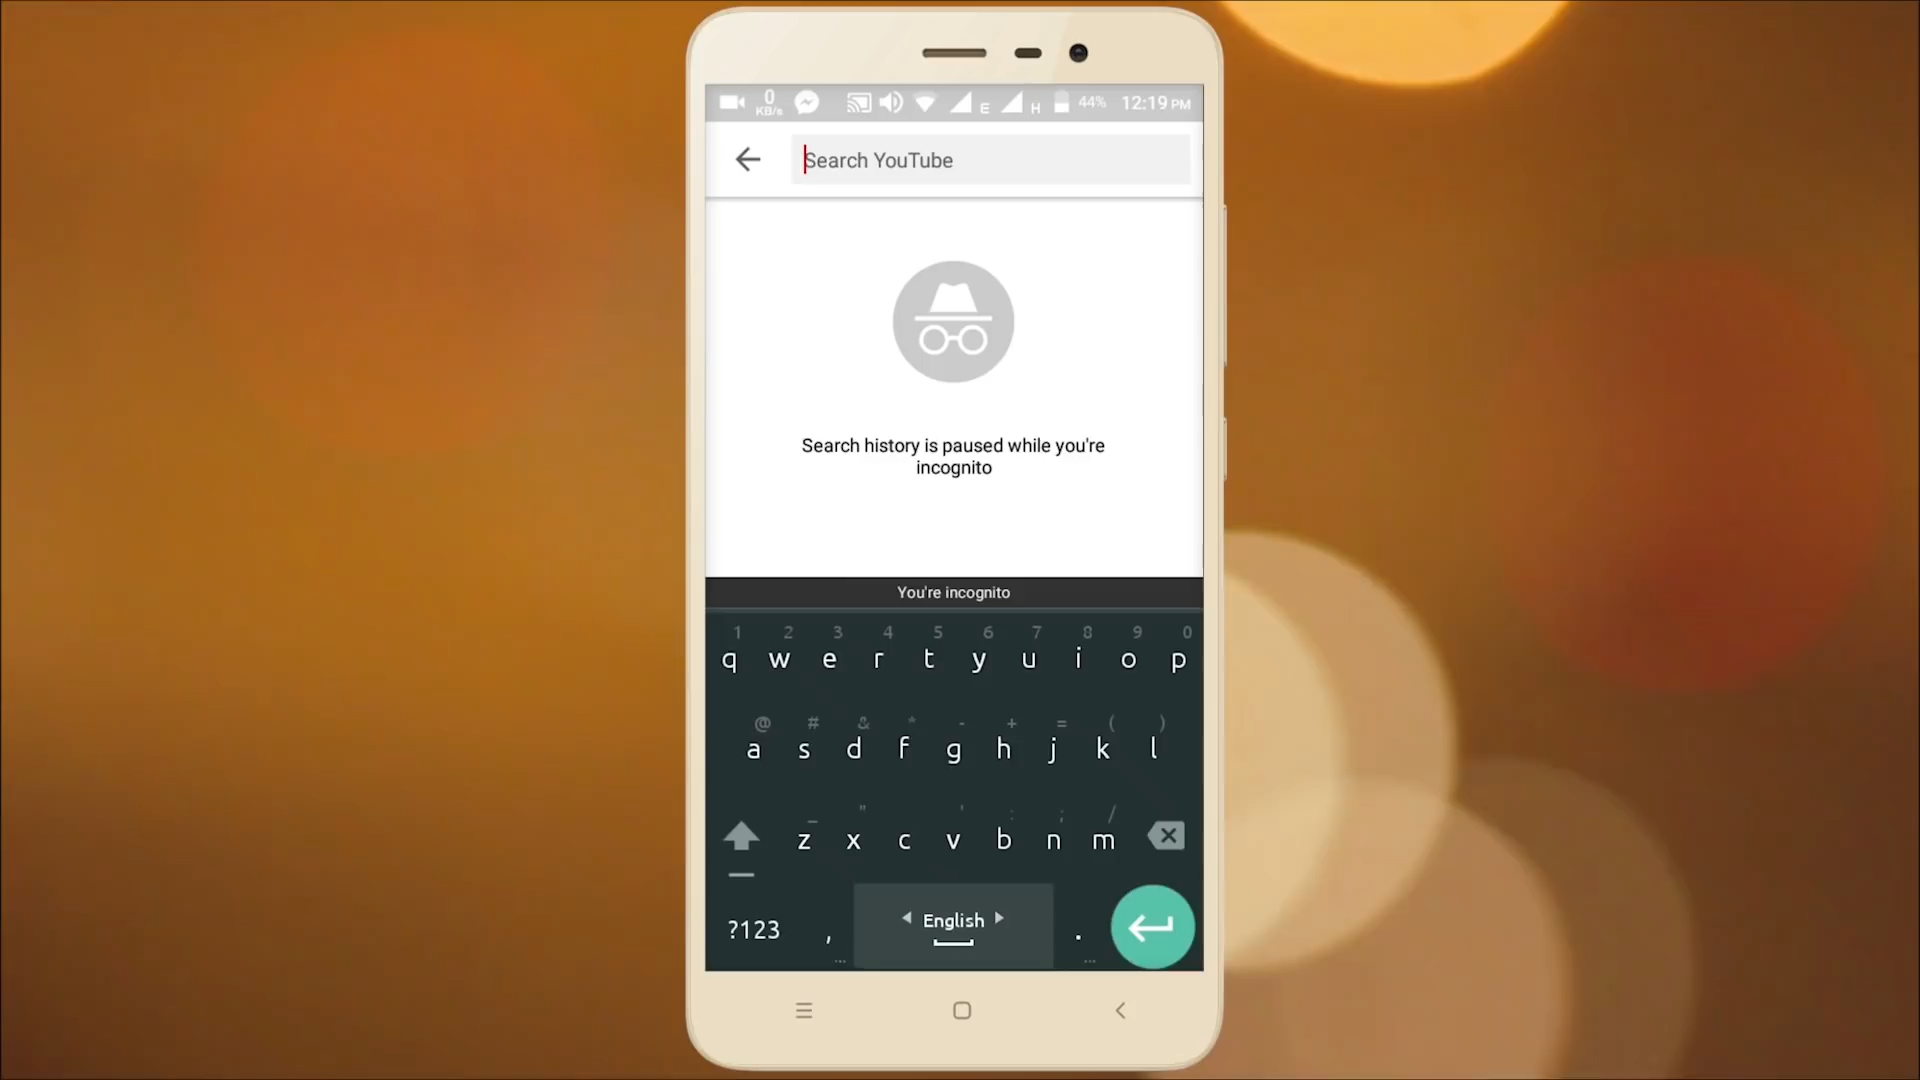 0
KB/s
E
H
44%
12:19 PM
Search YouTube
Search history is paused while you're
incognito
You're incognito
1 2 3 4 5 6 7 8 9 0
q w e r t y u i o p
@ # & * - + = ( )
a s d f g h j k l
_ " ' : ; /
z x c v b n m
?123 , English .